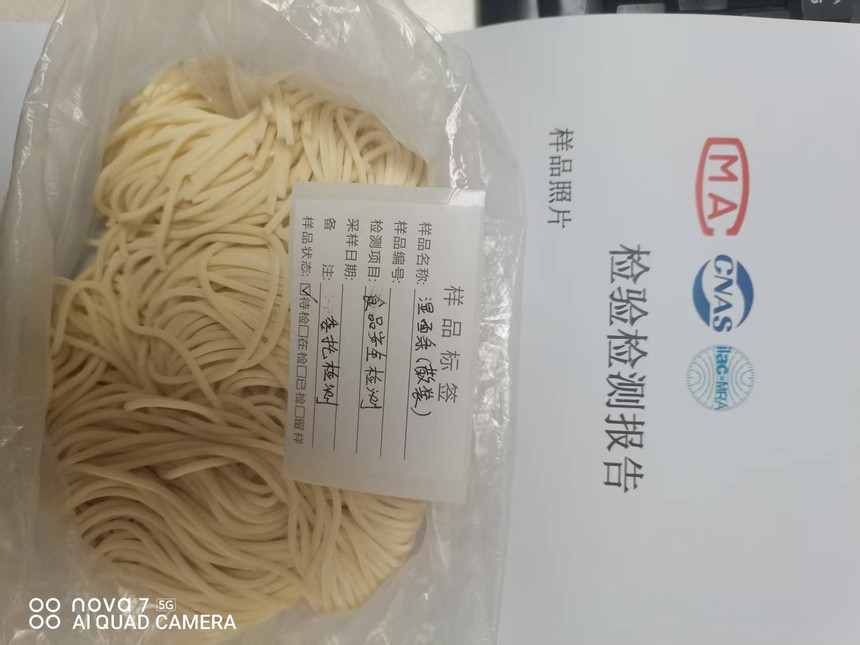 MA
CNAS
ilac-MRA
检验检测报告
样品照片
样品标签
样品名称: 湿面条(散装)
样品编号:
检测项目: 食品安全检测
采样日期:
备 注: 委托检测
样品状态: ☑待检☐在检☐已检☐留样
nova 7 5G
AI QUAD CAMERA